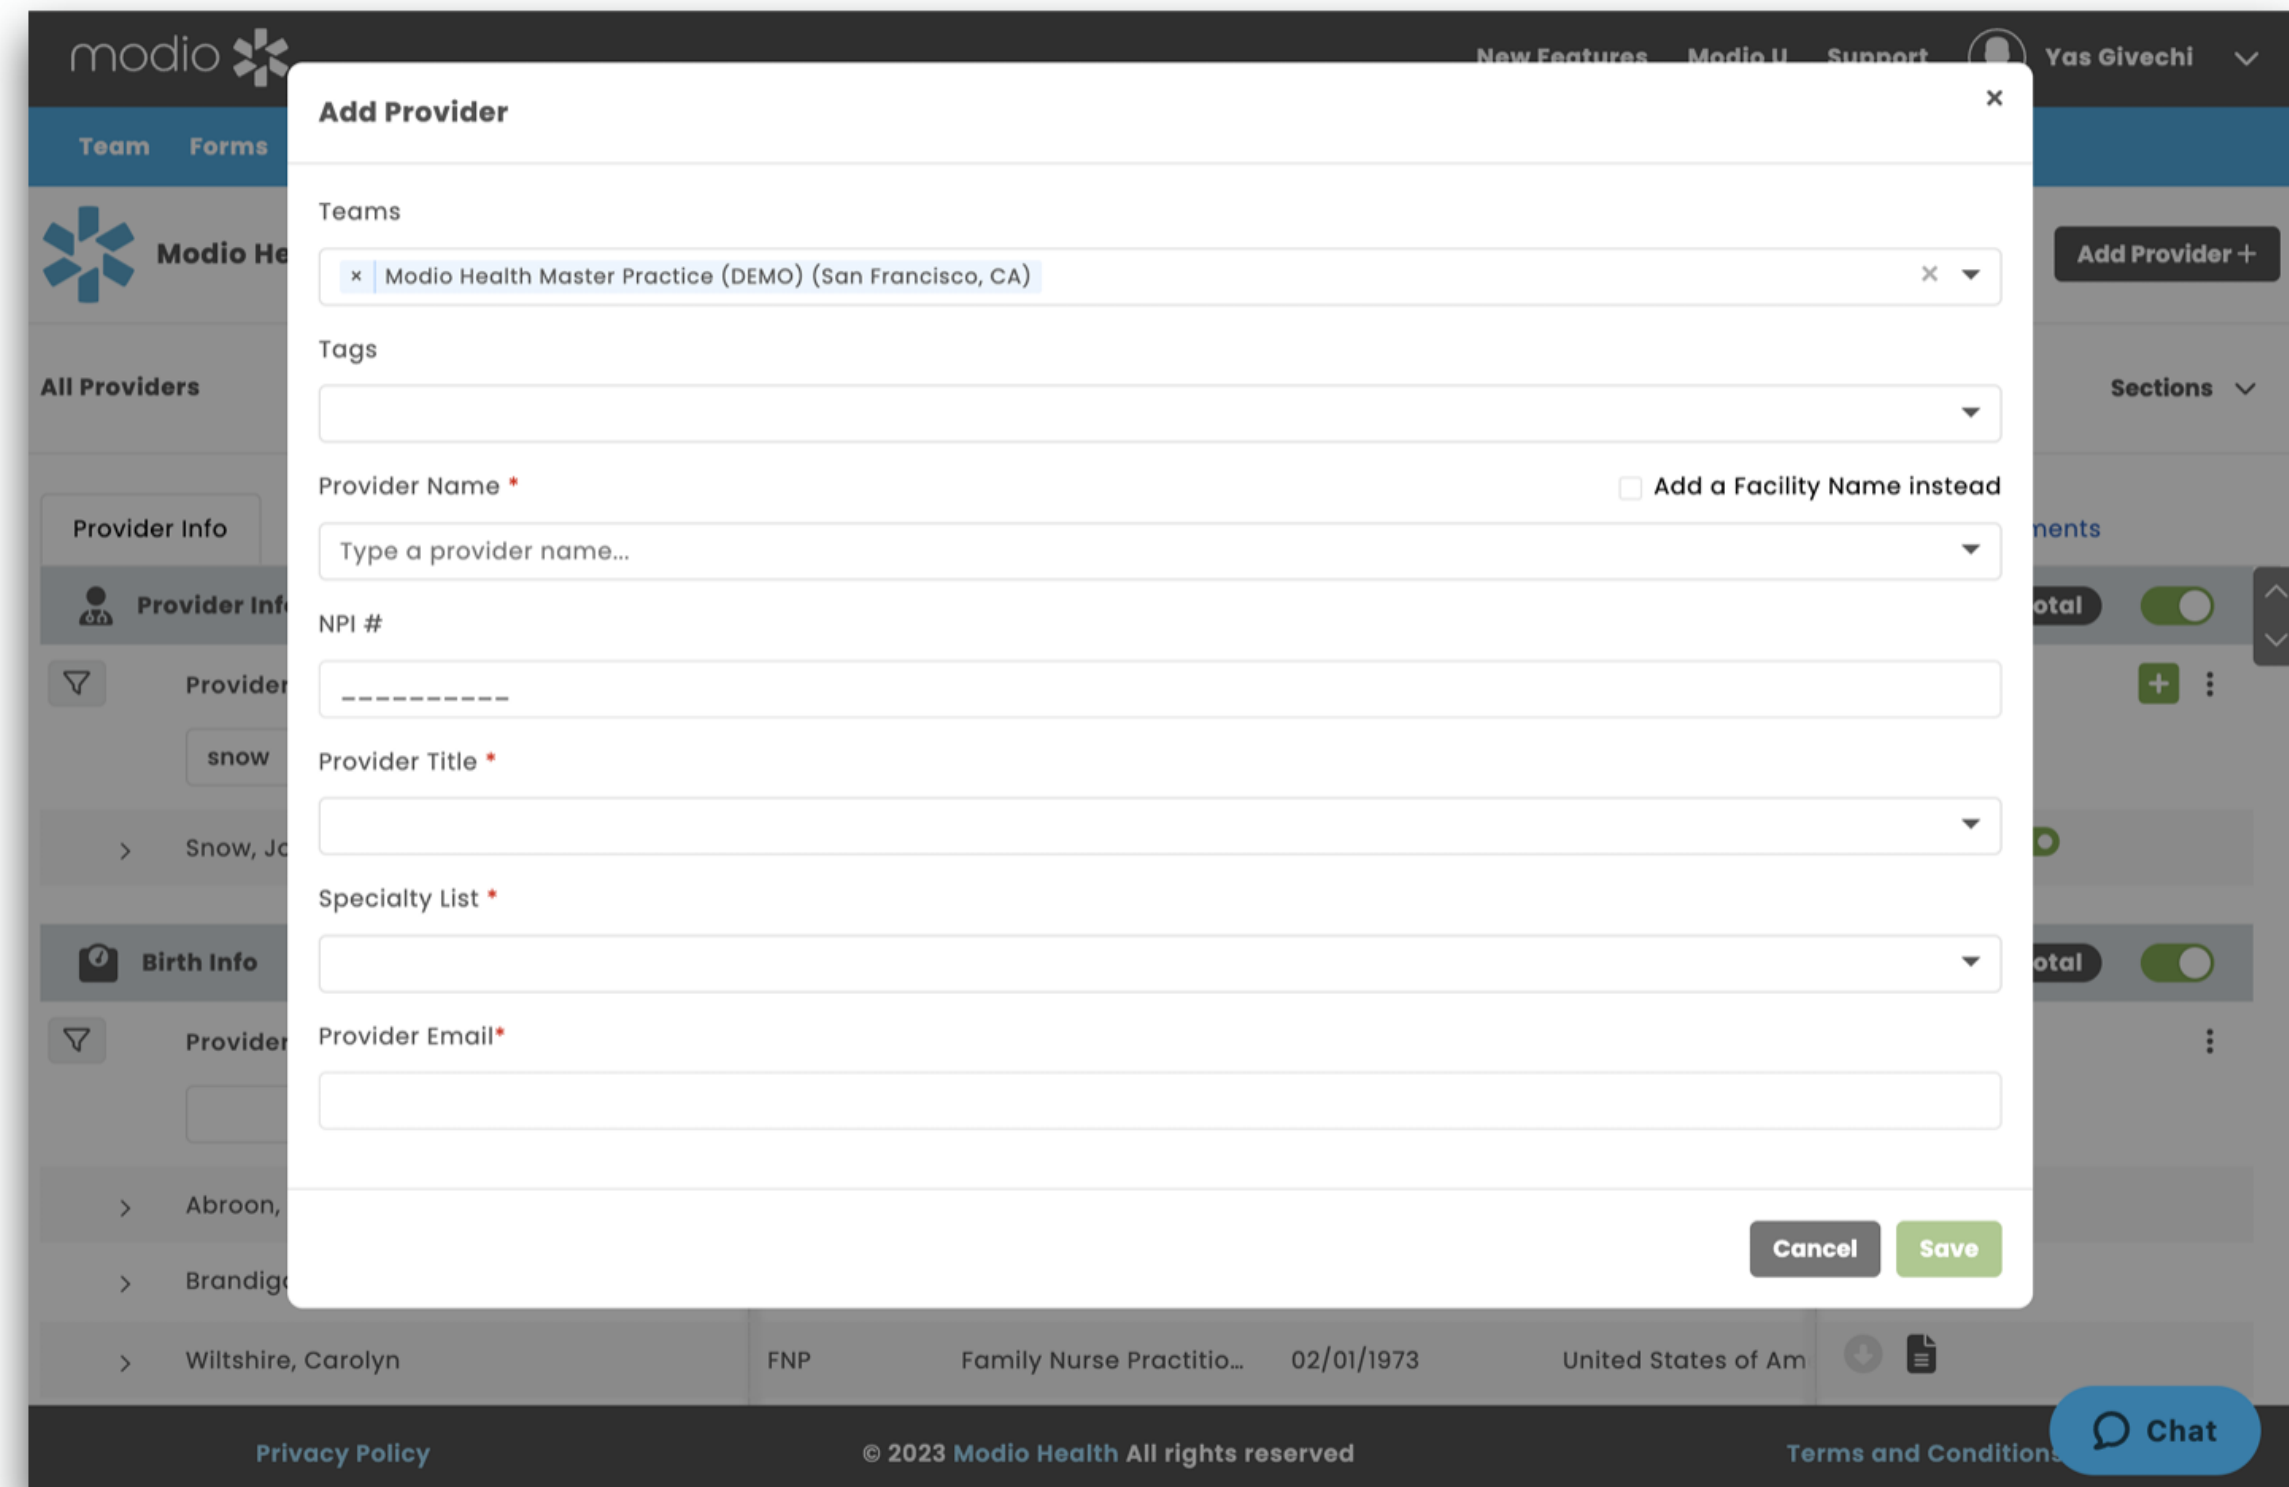 modio
New Features Modio U Support Yas Givechi
Add Provider
Team Forms
Teams
Modio He
Add Provider +
× Modio Health Master Practice (DEMO) (San Francisco, CA)
Tags
All Providers
Sections
Provider Name *
Add a Facility Name instead
Provider Info
Type a provider name...
ments
Provider Inf
otal
NPI #
Provider
__________
snow
Provider Title *
Snow, Jo
Specialty List *
Birth Info
otal
Provider
Provider Email*
Abroon,
Cancel Save
Brandig
Wiltshire, Carolyn FNP Family Nurse Practitio... 02/01/1973 United States of Am
Chat
Privacy Policy © 2023 Modio Health All rights reserved Terms and Conditions